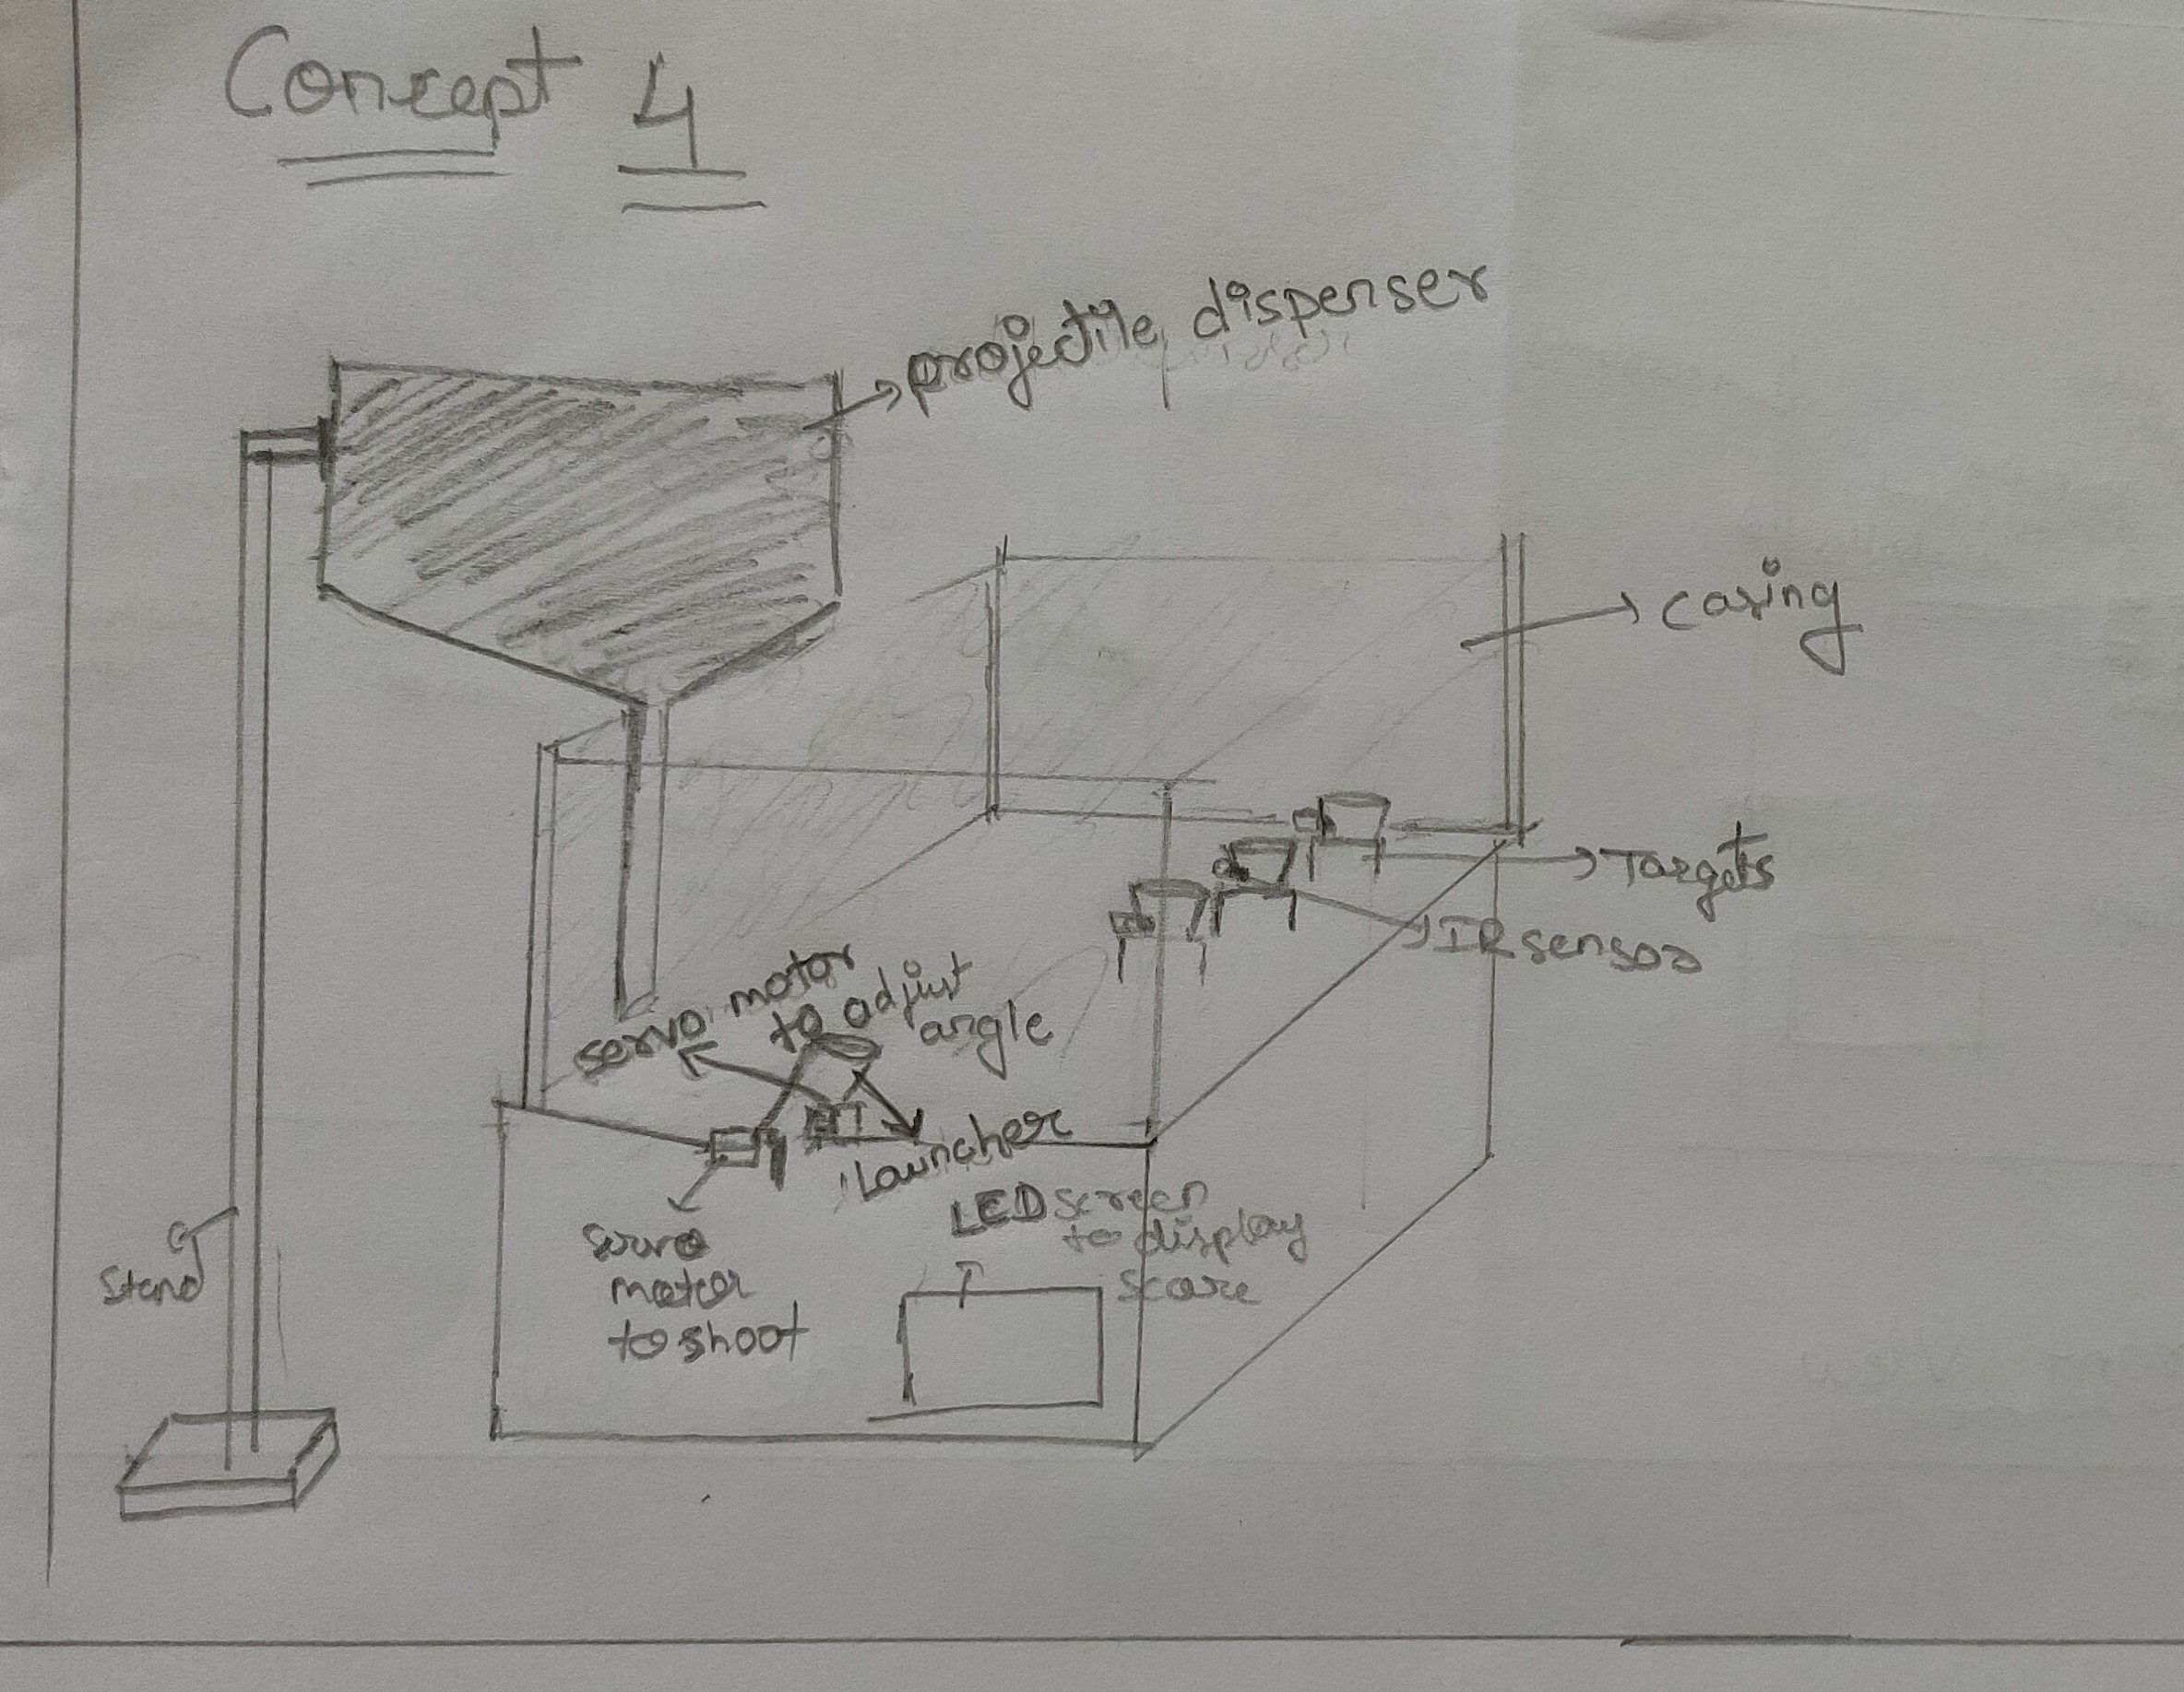 Concept 4
projectile dispenser
casing
Targets
IR sensor
servo motor
to adjust
angle
launcher
LED screen
to display
score
servo
motor
to shoot
Stand